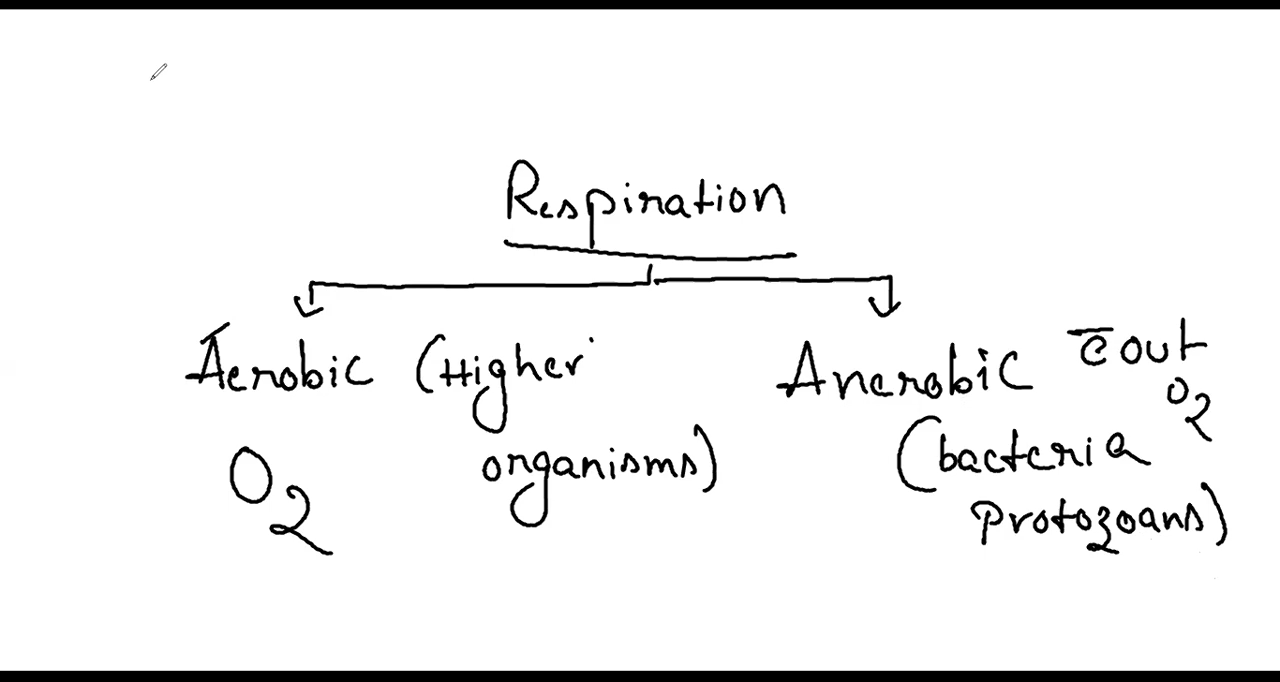 Respiration
Aerobic (Higher organisms)
O2
Anerobic c̅out O2
(bacteria
protozoans)